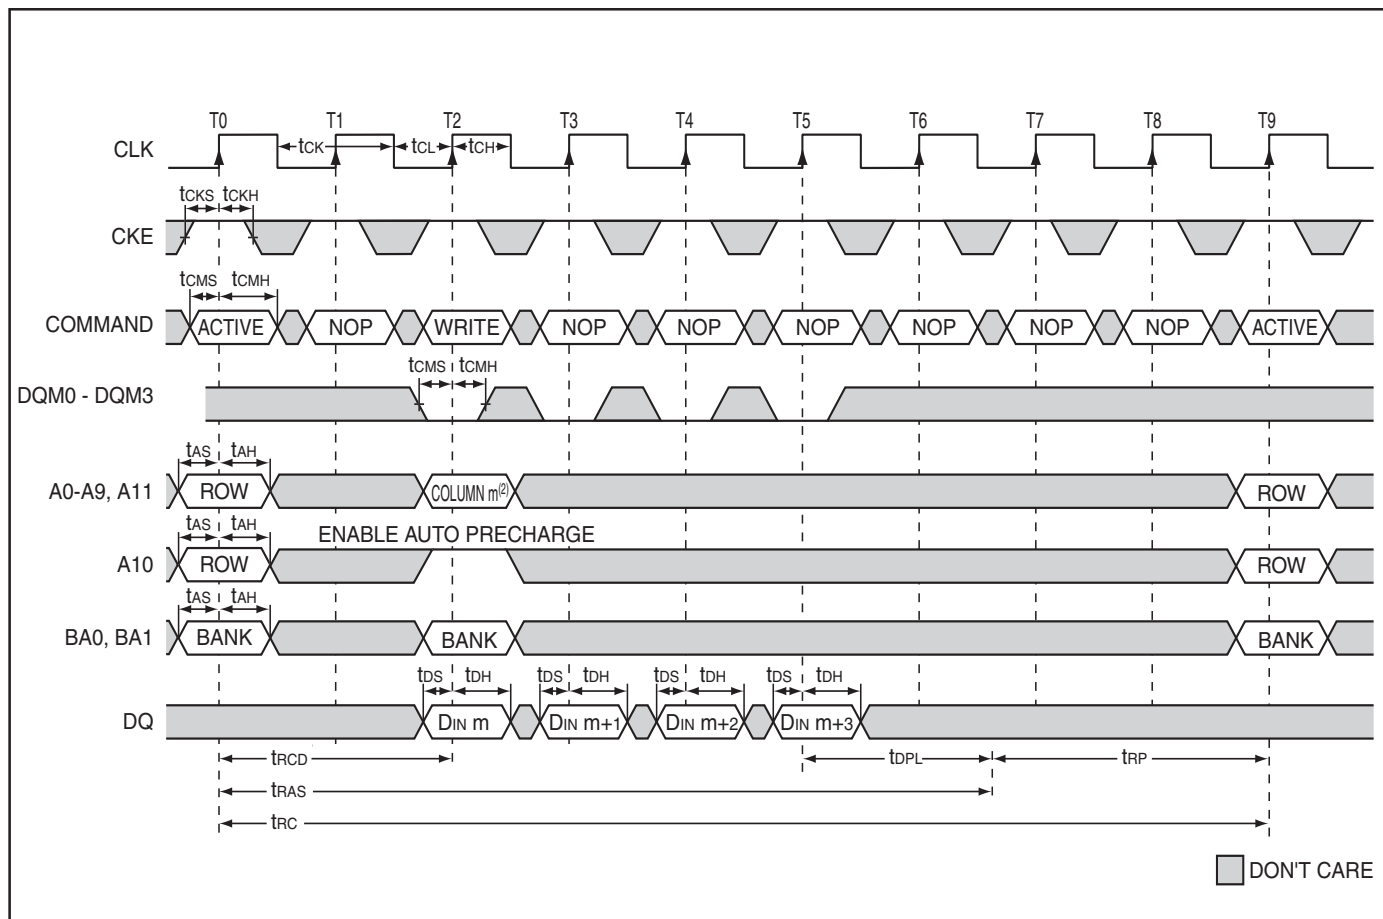 T0 T1 T2 T3 T4 T5 T6 T7 T8 T9
CLK tCK tCL tCH
tCKS tCKH
CKE
tCMS tCMH
COMMAND ACTIVE NOP WRITE NOP NOP NOP NOP NOP NOP ACTIVE
tCMS tCMH
DQM0 - DQM3
tAS tAH
A0-A9, A11 ROW COLUMN m(2) ROW
tAS tAH ENABLE AUTO PRECHARGE
A10 ROW ROW
tAS tAH
BA0, BA1 BANK BANK BANK
tDS tDH tDS tDH tDS tDH tDS tDH
DQ DIN m DIN m+1 DIN m+2 DIN m+3
tRCD tDPL tRP
tRAS
tRC
DON'T CARE